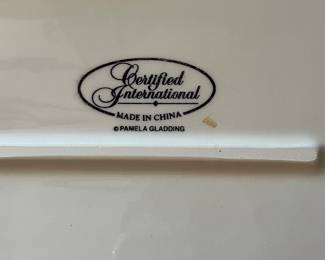 Certified
International
MADE IN CHINA
© PAMELA GLADDING